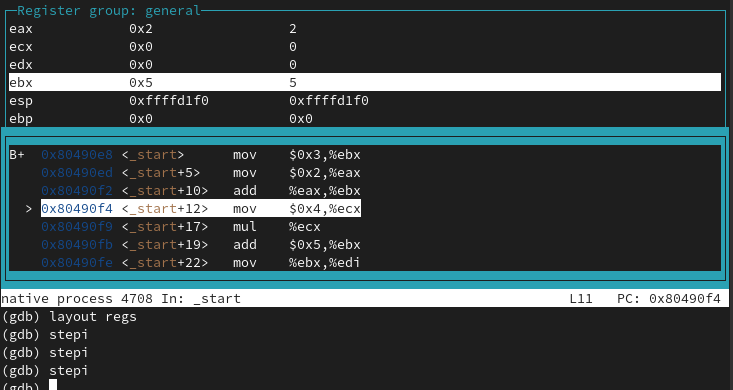 Register group: general
eax 0x2 2
ecx 0x0 0
edx 0x0 0
ebx 0x5 5
esp 0xffffd1f0 0xffffd1f0
ebp 0x0 0x0
B+ 0x80490e8 <_start> mov $0x3,%ebx
0x80490ed <_start+5> mov $0x2,%eax
0x80490f2 <_start+10> add %eax,%ebx
> 0x80490f4 <_start+12> mov $0x4,%ecx
0x80490f9 <_start+17> mul %ecx
0x80490fb <_start+19> add $0x5,%ebx
0x80490fe <_start+22> mov %ebx,%edi
native process 4708 In: _start L11 PC: 0x80490f4
(gdb) layout regs
(gdb) stepi
(gdb) stepi
(gdb) stepi
(gdb)